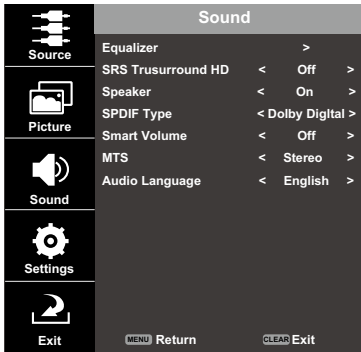 Source
Picture
Sound
Settings
Exit
Sound
Equalizer >
SRS Trusurround HD < Off >
Speaker < On >
SPDIF Type < Dolby Digltal >
Smart Volume < Off >
MTS < Stereo >
Audio Language < English >
MENU Return CLEAR Exit